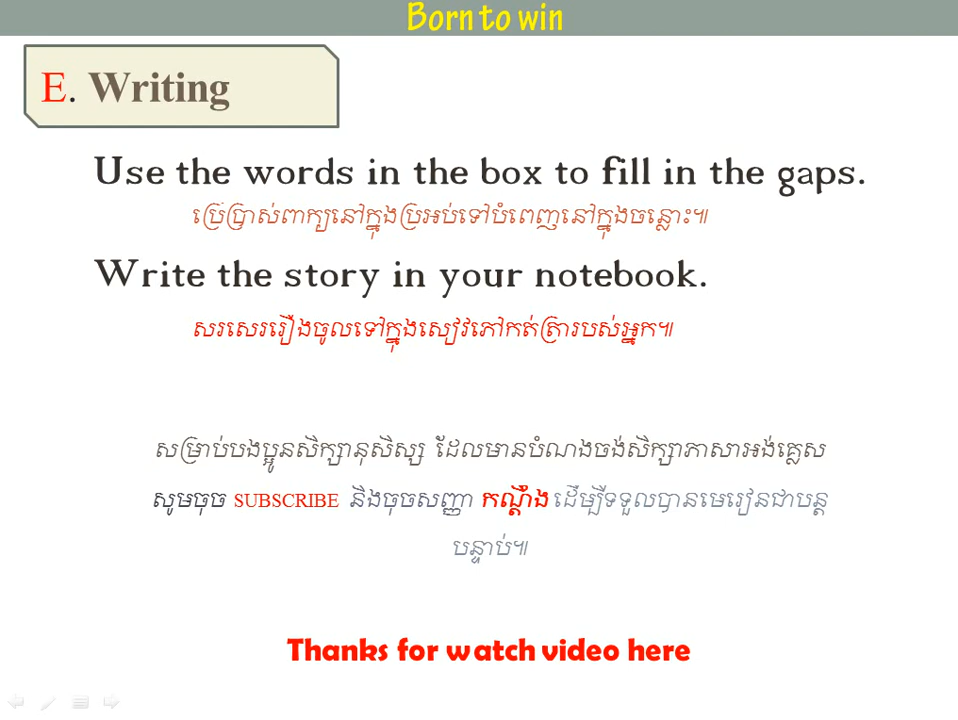 Born to win
E. Writing
Use the words in the box to fill in the gaps.
ប្រើប្រាស់ពាក្យនៅក្នុងប្រអប់ទៅបំពេញនៅក្នុងចន្លោះ៕
Write the story in your notebook.
សរសេររឿងចូលទៅក្នុងសៀវភៅកត់ត្រារបស់អ្នក៕
សម្រាប់បងប្អូនសិក្សានុសិស្ស ដែលមានបំណងចង់សិក្សាភាសាអង់គ្លេស
សូមចុច SUBSCRIBE និងចុចសញ្ញា កណ្ដឹង ដើម្បីទទួលបានមេរៀនជាបន្ត
បន្ទាប់៕
Thanks for watch video here